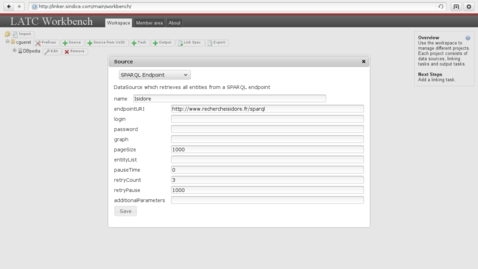 http://linker.sindice.com/main/workbench/
LATC Workbench
Workspace Member area About
Import
cguaret Prefixes Source Source from VoID Task Output Link Spec Export
DBpedia Edit Remove
Overview
Use the workspace to manage different projects.
Each project consists of data sources, linking tasks and output tasks
Next Steps
Add a linking task.
Source
SPARQL Endpoint
DataSource which retrieves all entities from a SPARQL endpoint
name Isidore
endpointURI http://www.rechercheisidore.fr/sparql
login
password
graph
pageSize 1000
entityList
pauseTime 0
retryCount 3
retryPause 1000
additionalParameters
Save